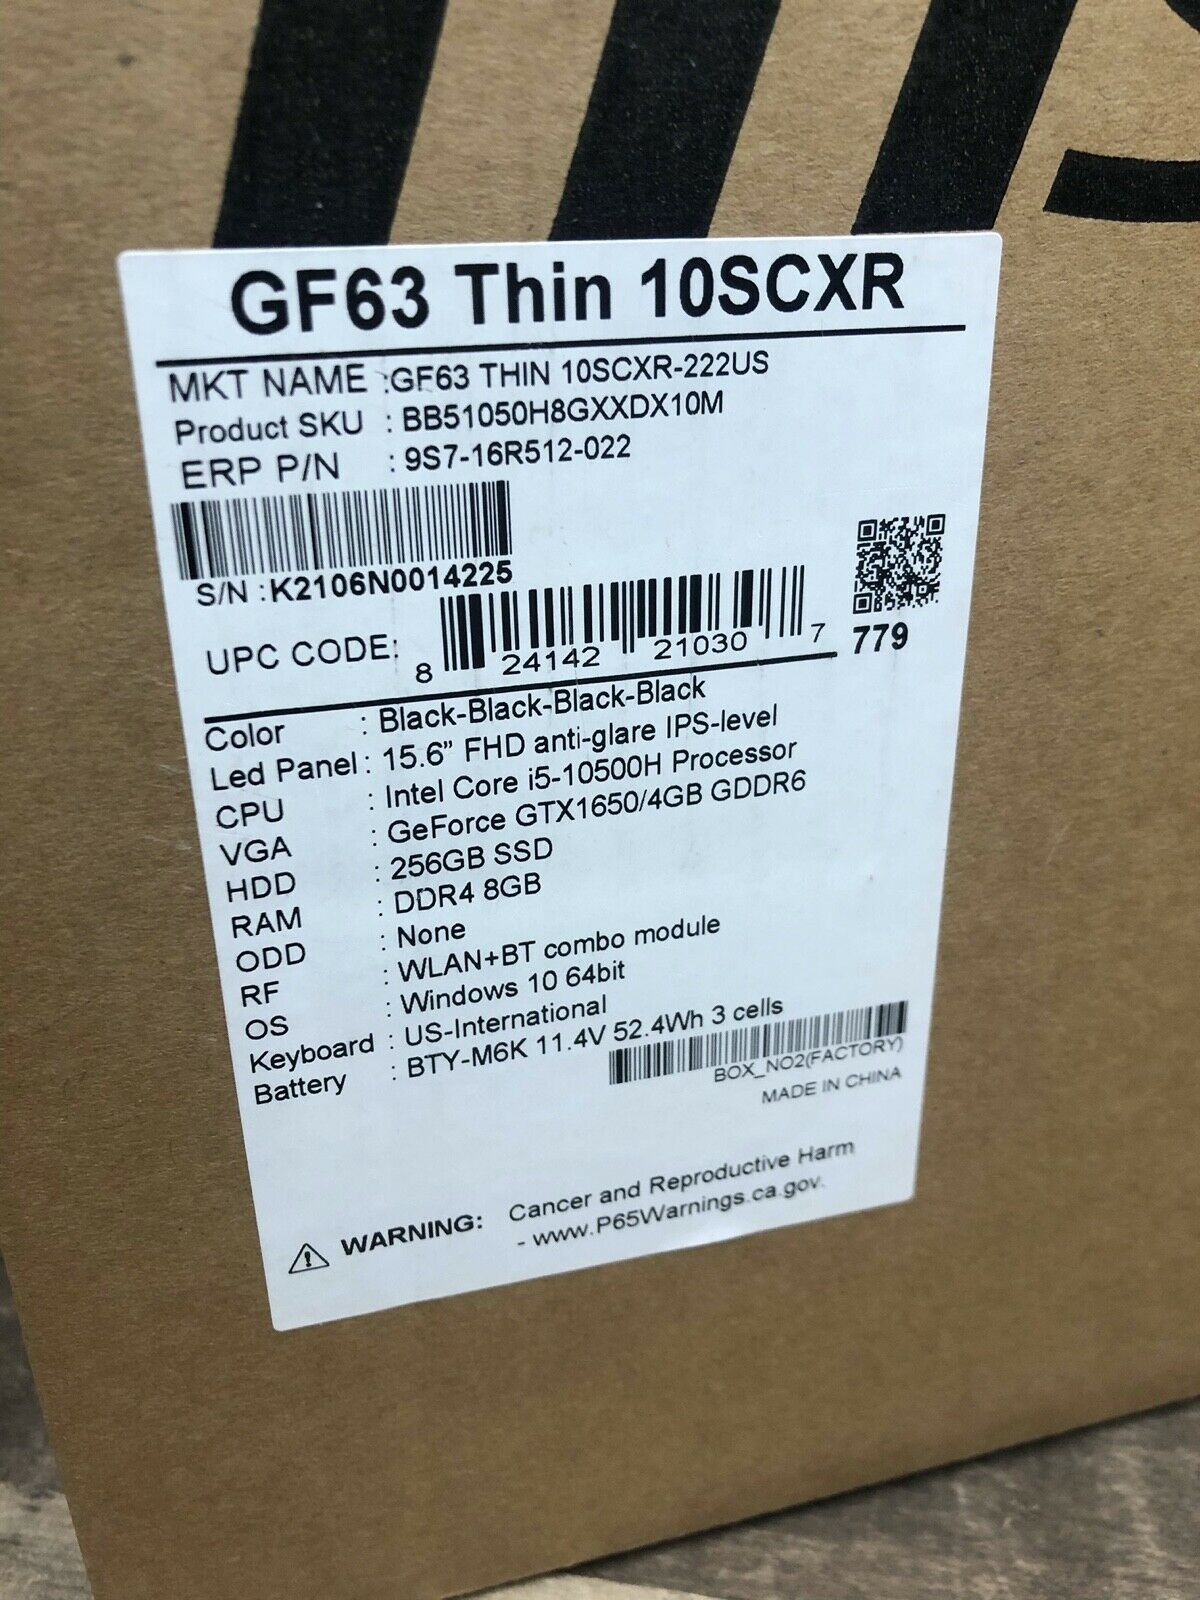 GF63 Thin 10SCXR
MKT NAME :GF63 THIN 10SCXR-222US
Product SKU : BB51050H8GXXDX10M
ERP P/N : 9S7-16R512-022
S/N :K2106N0014225
UPC CODE: 8 24142 21030 7
779
Color : Black-Black-Black-Black
Led Panel : 15.6” FHD anti-glare IPS-level
CPU : Intel Core i5-10500H Processor
VGA : GeForce GTX1650/4GB GDDR6
HDD : 256GB SSD
RAM : DDR4 8GB
ODD : None
RF : WLAN+BT combo module
OS : Windows 10 64bit
Keyboard : US-International
Battery : BTY-M6K 11.4V 52.4Wh 3 cells
BOX_NO2(FACTORY)
MADE IN CHINA
WARNING: Cancer and Reproductive Harm
- www.P65Warnings.ca.gov.